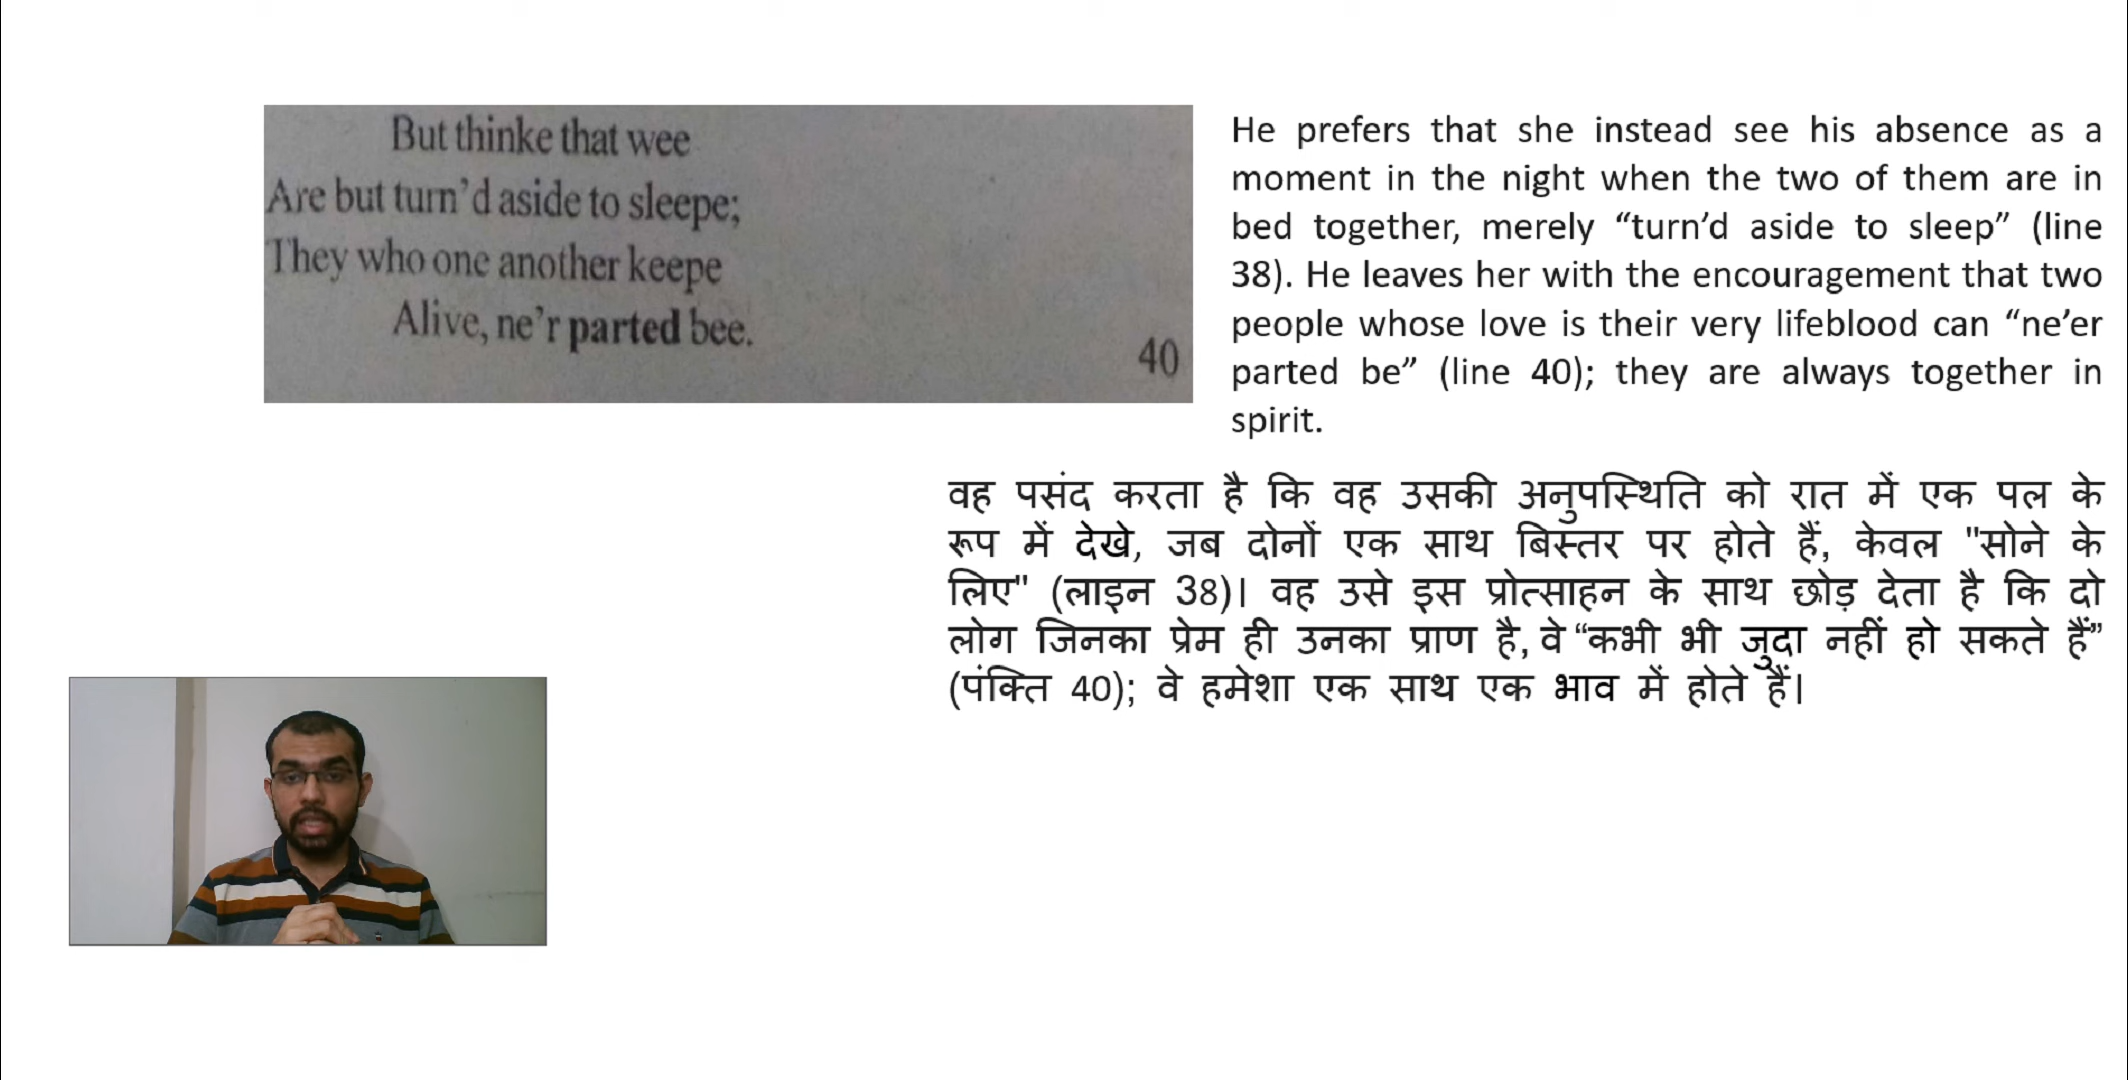 But thinke that wee
Are but turn’d aside to sleepe;
They who one another keepe
Alive, ne’r parted bee.
40
He prefers that she instead see his absence as a
moment in the night when the two of them are in
bed together, merely “turn’d aside to sleep” (line
38). He leaves her with the encouragement that two
people whose love is their very lifeblood can “ne’er
parted be” (line 40); they are always together in
spirit.
वह पसंद करता है कि वह उसकी अनुपस्थिति को रात में एक पल के
रूप में देखे, जब दोनों एक साथ बिस्तर पर होते हैं, केवल "सोने के
लिए" (लाइन 38)। वह उसे इस प्रोत्साहन के साथ छोड़ देता है कि दो
लोग जिनका प्रेम ही उनका प्राण है, वे “कभी भी जुदा नहीं हो सकते हैं”
(पंक्ति 40); वे हमेशा एक साथ एक भाव में होते हैं।